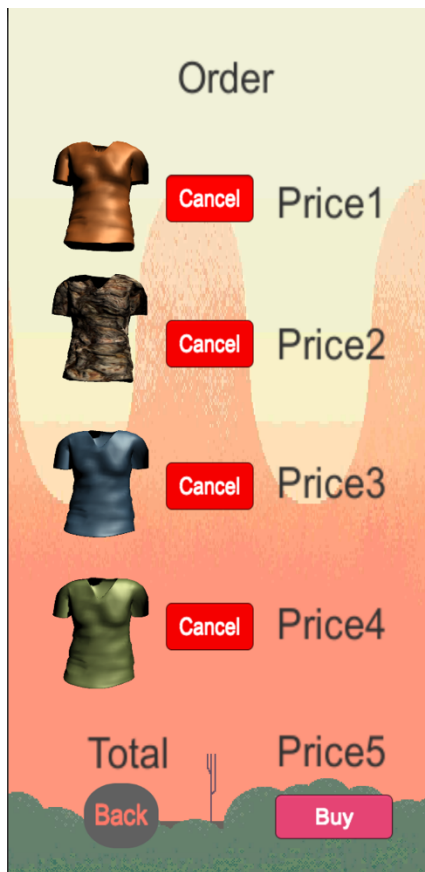 Order
Cancel Price1
Cancel Price2
Cancel Price3
Cancel Price4
Total Price5
Back Buy